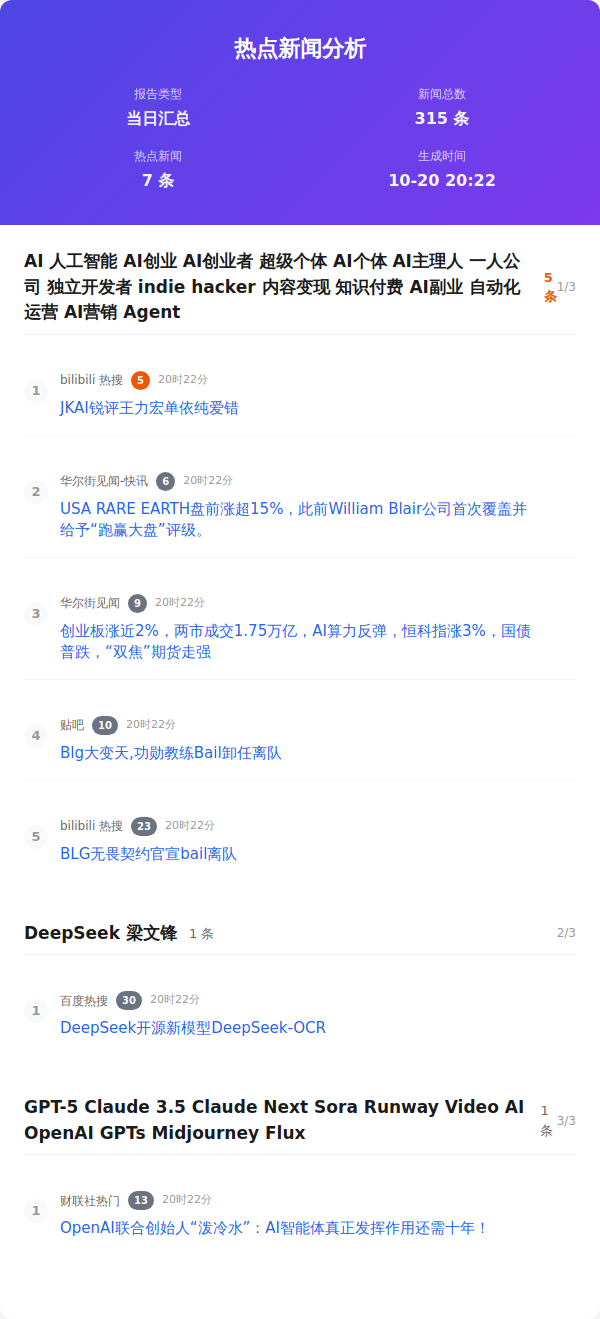 热点新闻分析
报告类型
新闻总数
当日汇总
315 条
热点新闻
生成时间
7 条
10-20 20:22
AI 人工智能 AI创业 AI创业者 超级个体 AI个体 AI主理人 一人公
司 独立开发者 indie hacker 内容变现 知识付费 AI副业 自动化
运营 AI营销 Agent
5
条
1/3
1
bilibili 热搜 5 20时22分
JKAI锐评王力宏单依纯爱错
2
华尔街见闻-快讯 6 20时22分
USA RARE EARTH盘前涨超15%，此前William Blair公司首次覆盖并
给予“跑赢大盘”评级。
3
华尔街见闻 9 20时22分
创业板涨近2%，两市成交1.75万亿，AI算力反弹，恒科指涨3%，国债
普跌，“双焦”期货走强
4
贴吧 10 20时22分
Blg大变天,功勋教练Bail卸任离队
5
bilibili 热搜 23 20时22分
BLG无畏契约官宣bail离队
DeepSeek 梁文锋 1 条 2/3
1
百度热搜 30 20时22分
DeepSeek开源新模型DeepSeek-OCR
GPT-5 Claude 3.5 Claude Next Sora Runway Video AI
OpenAI GPTs Midjourney Flux
1
条
3/3
1
财联社热门 13 20时22分
OpenAI联合创始人“泼冷水”：AI智能体真正发挥作用还需十年！